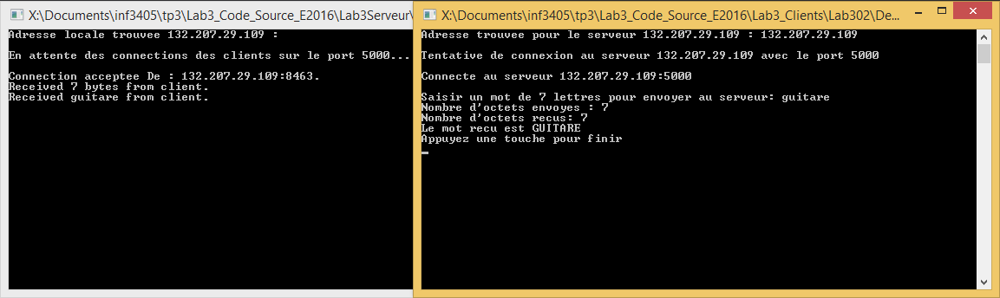 X:\Documents\inf3405\tp3\Lab3_Code_Source_E2016\Lab3Serveur\
Adresse locale trouvee 132.207.29.109 :
En attente des connections des clients sur le port 5000...
Connection acceptee De : 132.207.29.109:8463.
Received 7 bytes from client.
Received guitare from client.
X:\Documents\inf3405\tp3\Lab3_Code_Source_E2016\Lab3_Clients\Lab302\De...
Adresse trouvee pour le serveur 132.207.29.109 : 132.207.29.109
Tentative de connexion au serveur 132.207.29.109 avec le port 5000
Connecte au serveur 132.207.29.109:5000
Saisir un mot de 7 lettres pour envoyer au serveur: guitare
Nombre d'octets envoyes : 7
Nombre d'octets recus: 7
Le mot recu est GUITARE
Appuyez une touche pour finir